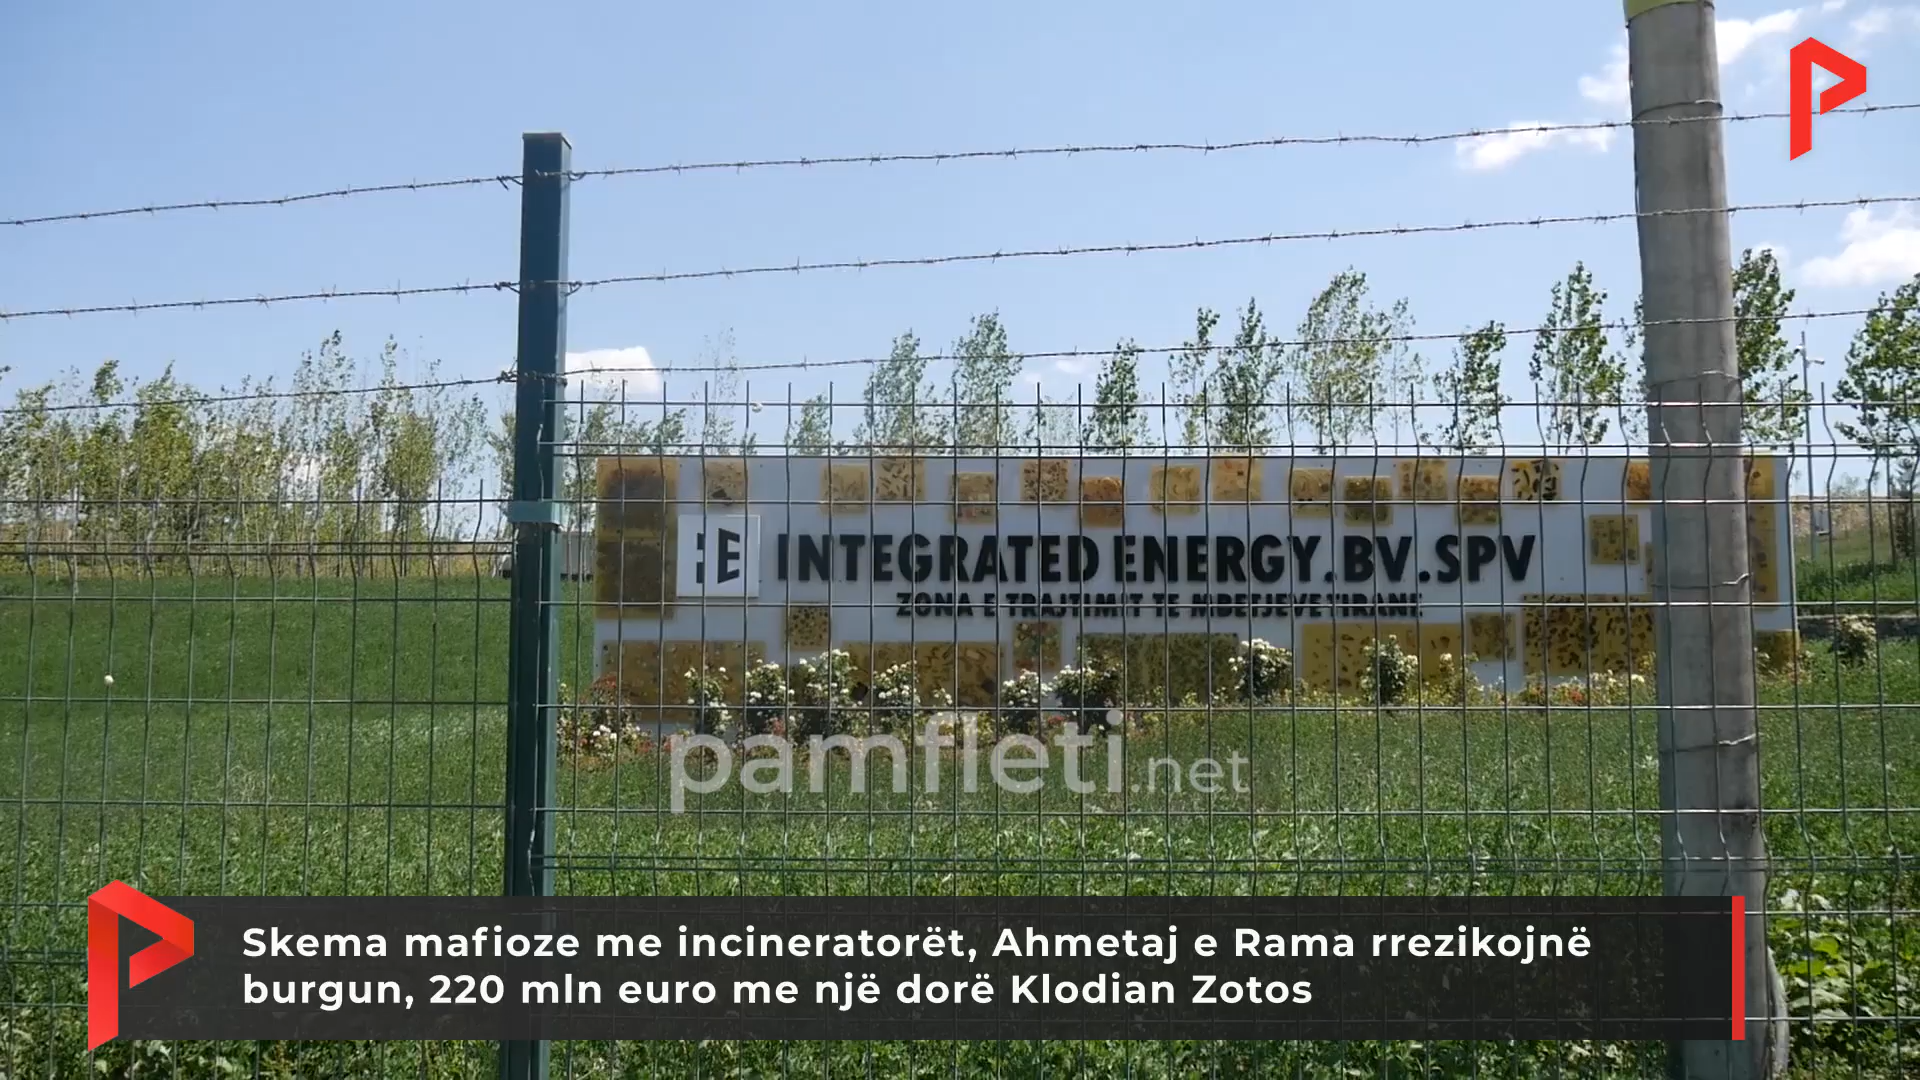 INTEGRATED ENERGY.BV.SPV
ZONA E TRAJTIMIT TE MBETJEVE TIRANE
pamfleti.net
Skema mafioze me incineratorët, Ahmetaj e Rama rrezikojnë
burgun, 220 mln euro me një dorë Klodian Zotos